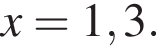 x = 1, 3.